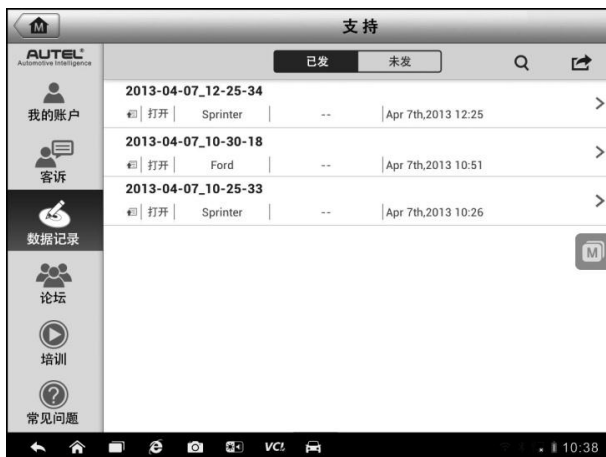 M
支持
AUTEL®
Automotive Intelligence
已发 未发
我的账户
客诉
数据记录
论坛
培训
常见问题
2013-04-07_12-25-34
打开 Sprinter -- Apr 7th,2013 12:25
2013-04-07_10-30-18
打开 Ford -- Apr 7th,2013 10:51
2013-04-07_10-25-33
打开 Sprinter -- Apr 7th,2013 10:26
M
VCI 10:38